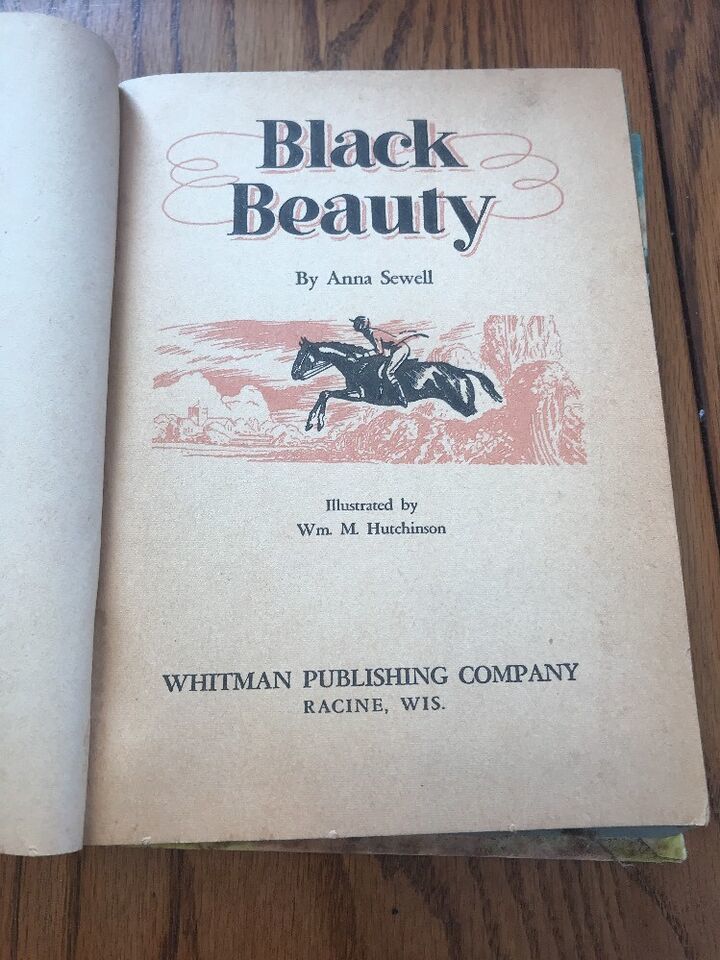 Black
Beauty
By Anna Sewell
Illustrated by
Wm. M. Hutchinson
WHITMAN PUBLISHING COMPANY
RACINE, WIS.